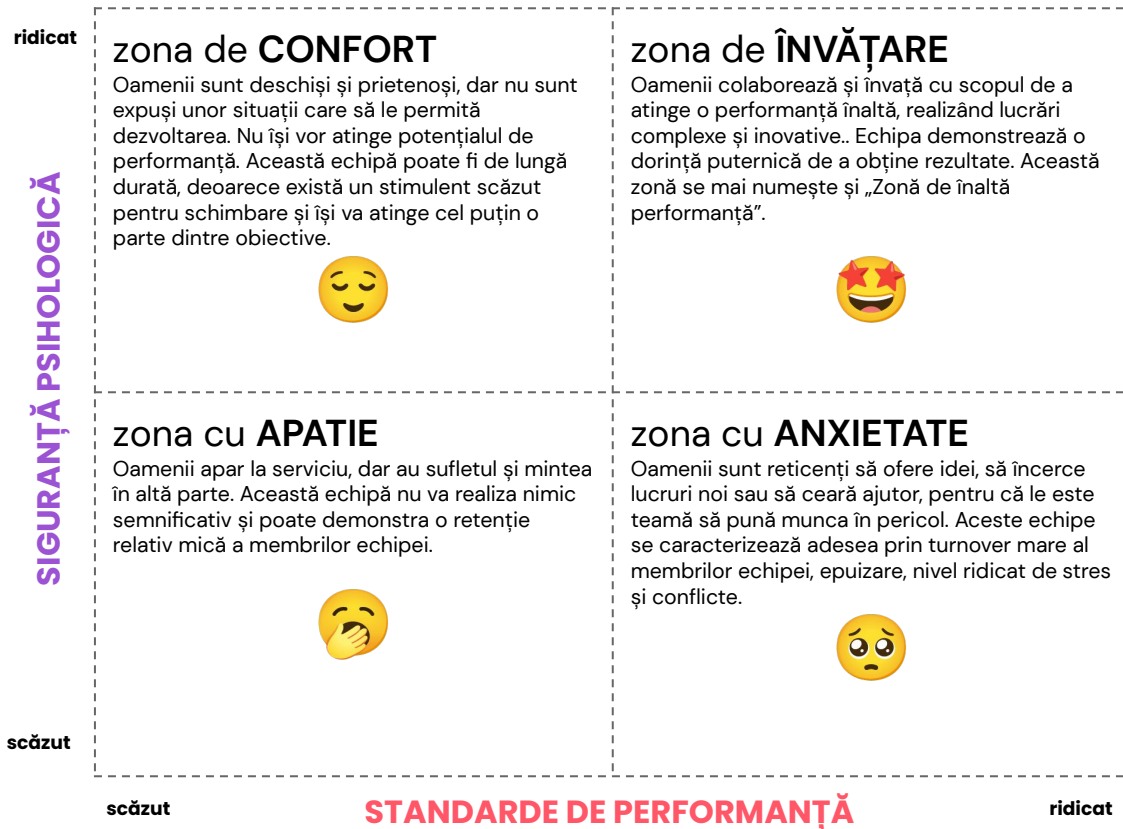 ridicat
SIGURANȚĂ PSIHOLOGICĂ
scăzut
zona de CONFORT
Oamenii sunt deschiși și prietenoși, dar nu sunt
expuși unor situații care să le permită
dezvoltarea. Nu își vor atinge potențialul de
performanță. Această echipă poate fi de lungă
durată, deoarece există un stimulent scăzut
pentru schimbare și își va atinge cel puțin o
parte dintre obiective.
zona de ÎNVĂȚARE
Oamenii colaborează și învață cu scopul de a
atinge o performanță înaltă, realizând lucrări
complexe și inovative.. Echipa demonstrează o
dorință puternică de a obține rezultate. Această
zonă se mai numește și „Zonă de înaltă
performanță”.
zona cu APATIE
Oamenii apar la serviciu, dar au sufletul și mintea
în altă parte. Această echipă nu va realiza nimic
semnificativ și poate demonstra o retenție
relativ mică a membrilor echipei.
zona cu ANXIETATE
Oamenii sunt reticenți să ofere idei, să încerce
lucruri noi sau să ceară ajutor, pentru că le este
teamă să pună munca în pericol. Aceste echipe
se caracterizează adesea prin turnover mare al
membrilor echipei, epuizare, nivel ridicat de stres
și conflicte.
scăzut
STANDARDE DE PERFORMANȚĂ
ridicat